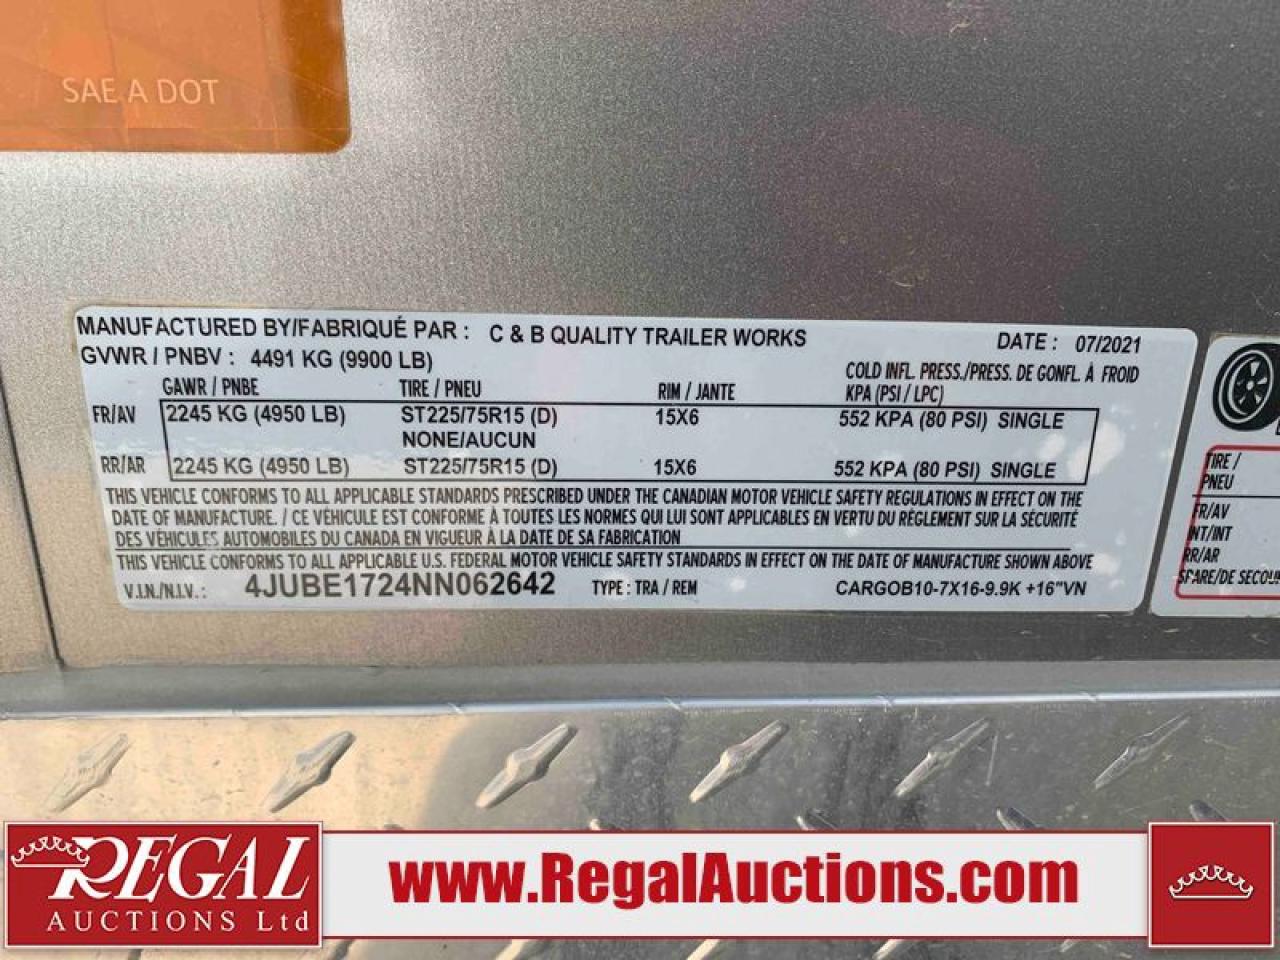 SAE A DOT
MANUFACTURED BY/FABRIQUÉ PAR : C & B QUALITY TRAILER WORKS DATE : 07/2021
GVWR / PNBV : 4491 KG (9900 LB)
GAWR / PNBE TIRE / PNEU RIM / JANTE COLD INFL. PRESS./PRESS. DE GONFL. À FROID
KPA (PSI / LPC)
FR/AV 2245 KG (4950 LB) ST225/75R15 (D) 15X6 552 KPA (80 PSI) SINGLE
NONE/AUCUN
RR/AR 2245 KG (4950 LB) ST225/75R15 (D) 15X6 552 KPA (80 PSI) SINGLE
THIS VEHICLE CONFORMS TO ALL APPLICABLE STANDARDS PRESCRIBED UNDER THE CANADIAN MOTOR VEHICLE SAFETY REGULATIONS IN EFFECT ON THE
DATE OF MANUFACTURE. / CE VÉHICULE EST CONFORME À TOUTES LES NORMES QUI LUI SONT APPLICABLES EN VERTU DU RÈGLEMENT SUR LA SÉCURITÉ
DES VÉHICULES AUTOMOBILES DU CANADA EN VIGUEUR À LA DATE DE SA FABRICATION
THIS VEHICLE CONFORMS TO ALL APPLICABLE U.S. FEDERAL MOTOR VEHICLE SAFETY STANDARDS IN EFFECT ON THE DATE OF MANUFACTURE SHOWN ABOVE
V.I.N./N.I.V. : 4JUBE1724NN062642 TYPE : TRA / REM CARGOB10-7X16-9.9K +16"VN
TIRE /
PNEU
FR/AV
INT/INT
RR/AR
SPARE/DE
REGAL
AUCTIONS Ltd
www.RegalAuctions.com